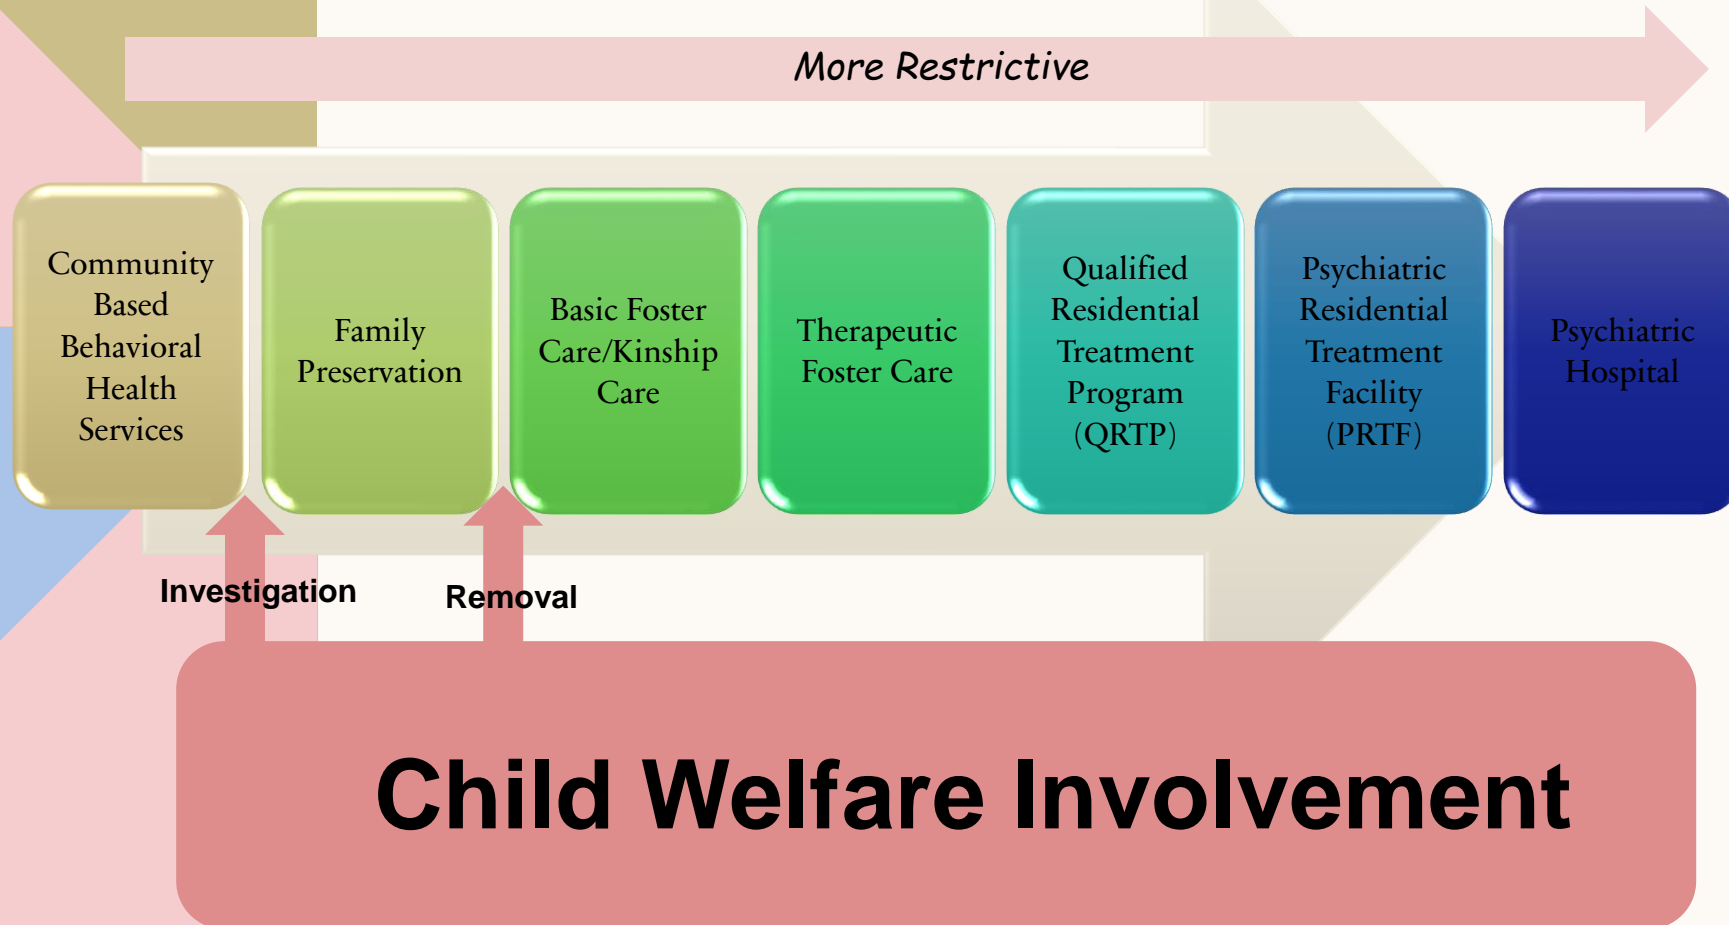 More Restrictive
Community
Based
Behavioral
Health
Services
Family
Preservation
Basic Foster
Care/Kinship
Care
Therapeutic
Foster Care
Qualified
Residential
Treatment
Program
(QRTP)
Psychiatric
Residential
Treatment
Facility
(PRTF)
Psychiatric
Hospital
Investigation
Removal
Child Welfare Involvement